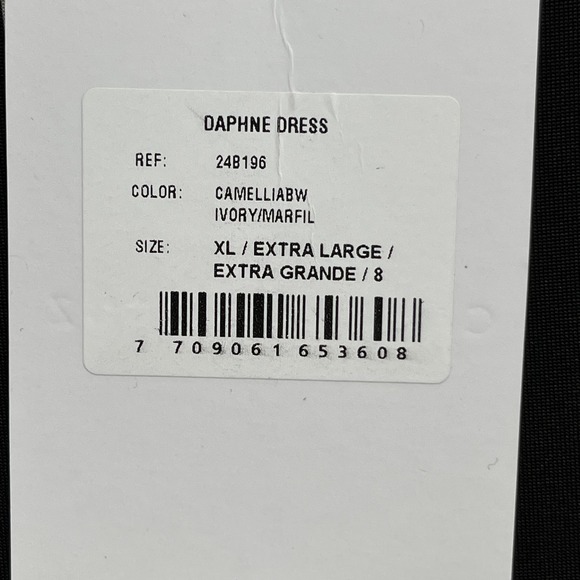 DAPHNE DRESS
REF: 24B196
COLOR: CAMELLIABW
IVORY/MARFIL
SIZE: XL / EXTRA LARGE /
EXTRA GRANDE / 8
7 709061 653608